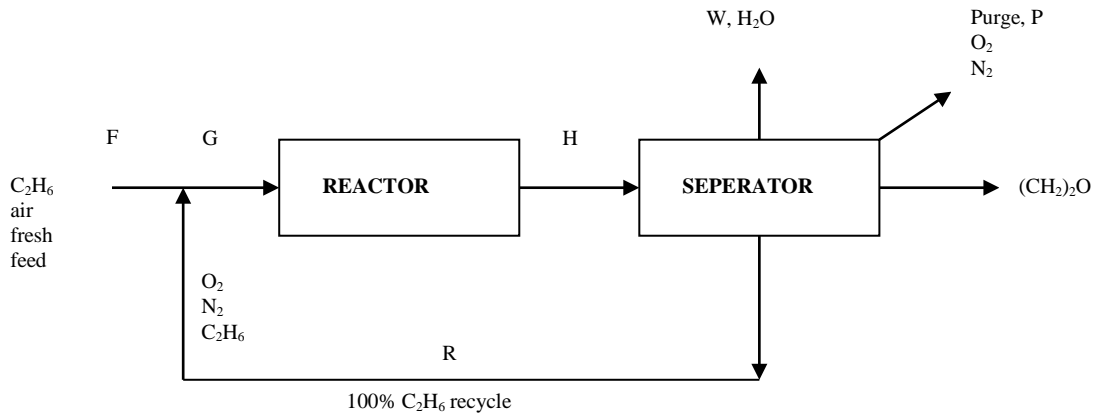 W, H₂O
Purge, P
O₂
N₂
F
G
H
C₂H₆
air
fresh
feed
REACTOR
SEPERATOR
(CH₂)₂O
O₂
N₂
C₂H₆
R
100% C₂H₆ recycle